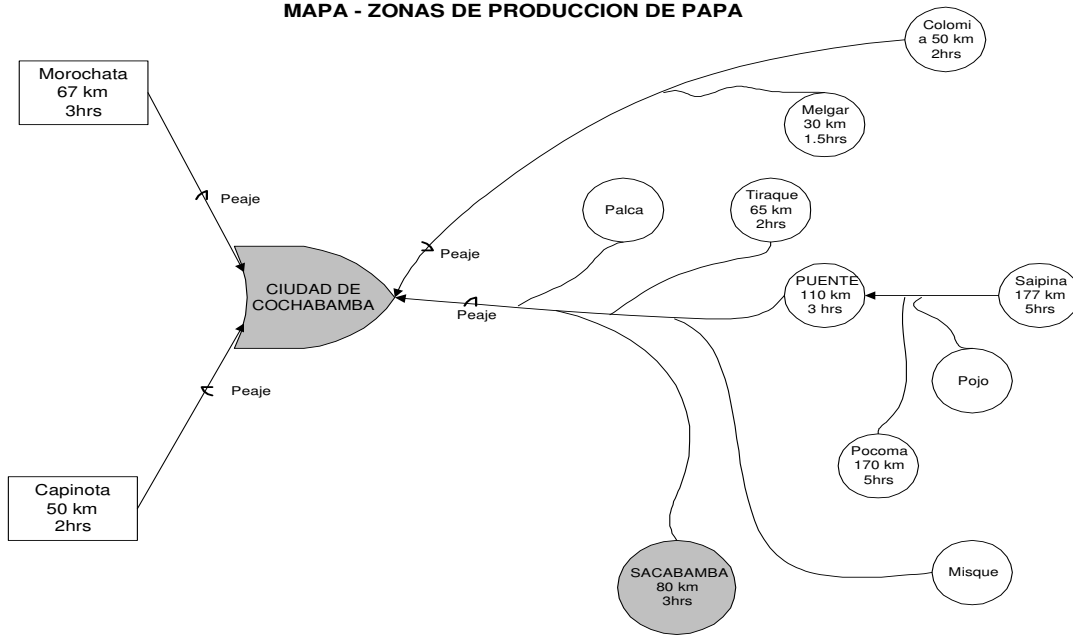 MAPA - ZONAS DE PRODUCCION DE PAPA
Colomi
a 50 km
2hrs
Morochata
67 km
3hrs
Melgar
30 km
1.5hrs
Peaje
Palca
Tiraque
65 km
2hrs
Peaje
CIUDAD DE
COCHABAMBA
Peaje
PUENTE
110 km
3 hrs
Saipina
177 km
5hrs
Peaje
Pojo
Pocoma
170 km
5hrs
Capinota
50 km
2hrs
SACABAMBA
80 km
3hrs
Misque